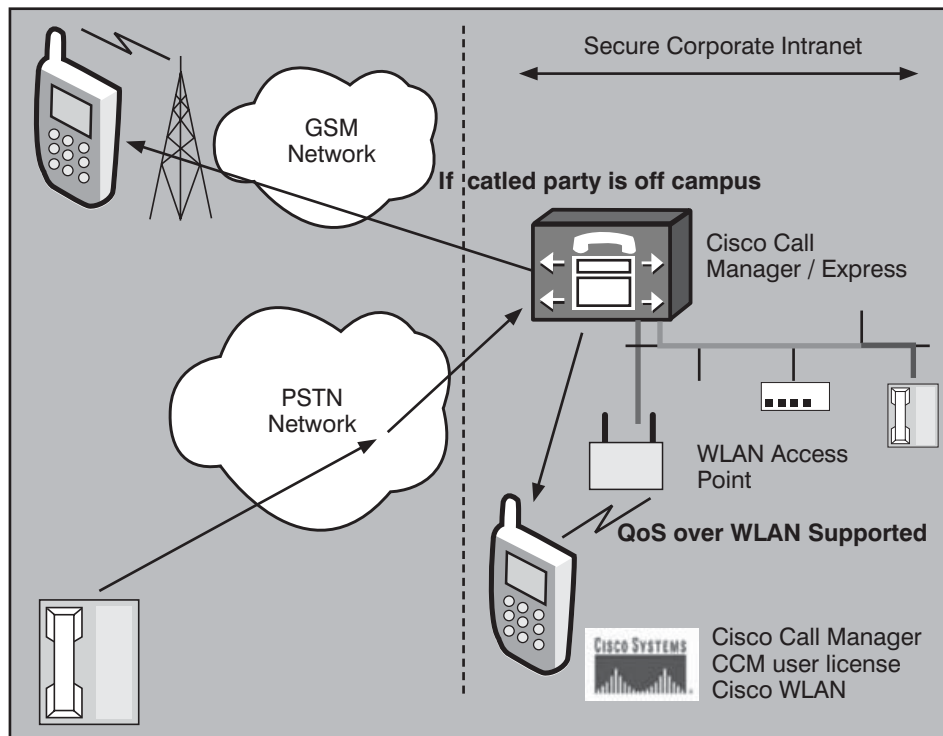 Secure Corporate Intranet
GSM
Network
If catled party is off campus
Cisco Call
Manager / Express
PSTN
Network
WLAN Access
Point
QoS over WLAN Supported
CISCO SYSTEMS
Cisco Call Manager
CCM user license
Cisco WLAN